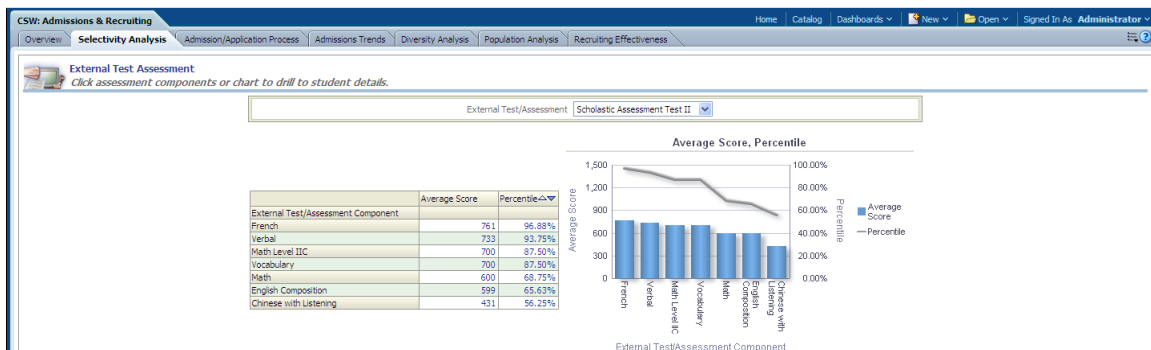 CSW: Admissions & Recruiting
Home Catalog Dashboards New Open Signed In As Administrator
Overview Selectivity Analysis Admission/Application Process Admissions Trends Diversity Analysis Population Analysis Recruiting Effectiveness
External Test Assessment
Click assessment components or chart to drill to student details.
External Test/Assessment Scholastic Assessment Test II
Average Score Percentile
External Test/Assessment Component
French 761 96.88%
Verbal 733 93.75%
Math Level IIC 700 87.50%
Vocabulary 700 87.50%
Math 600 68.75%
English Composition 599 65.63%
Chinese with Listening 431 56.25%
Average Score, Percentile
1,500 100.00%
1,200 80.00%
900 60.00%
600 40.00%
300 20.00%
0 0.00%
Average Score
Percentile
Average Score
Percentile
French
Verbal
Math Level IIC
Vocabulary
Math
English Composition
Chinese with Listening
External Test/Assessment Component